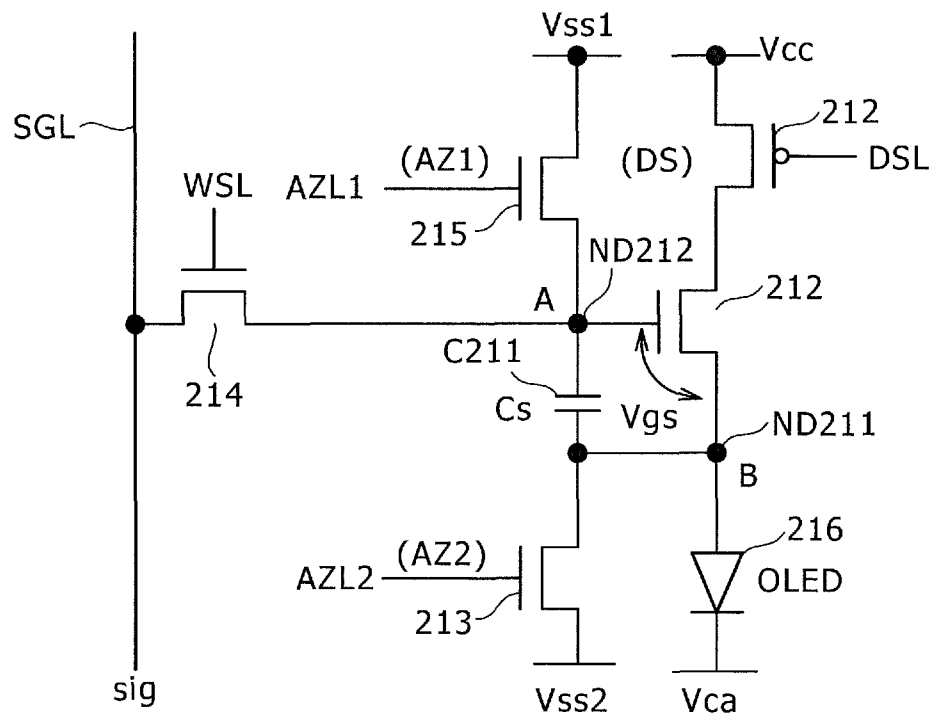 Vss1
Vcc
SGL
212
(AZ1)
(DS)
DSL
AZL1
WSL
215
ND212
A
212
C211
214
Cs
Vgs
ND211
B
(AZ2)
216
AZL2
OLED
213
sig
Vss2
Vca